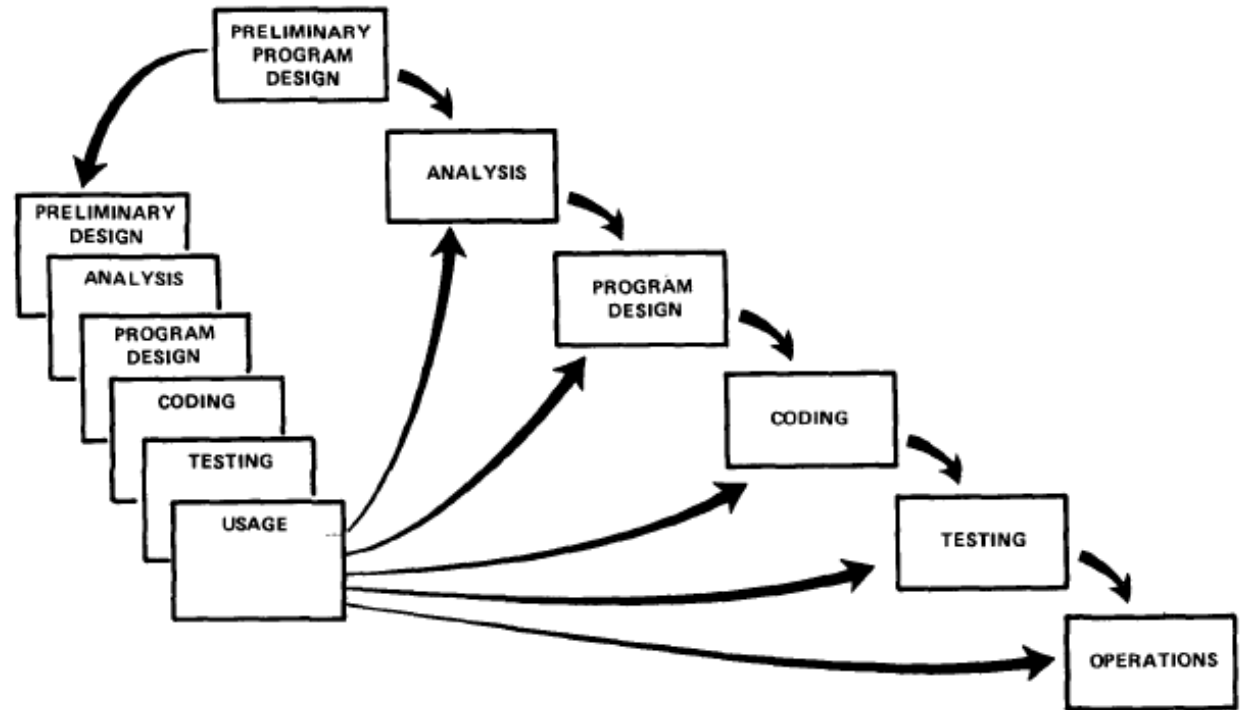 PRELIMINARY
PROGRAM
DESIGN
ANALYSIS
PROGRAM
DESIGN
CODING
TESTING
OPERATIONS
PRELIMINARY
DESIGN
ANALYSIS
PROGRAM
DESIGN
CODING
TESTING
USAGE